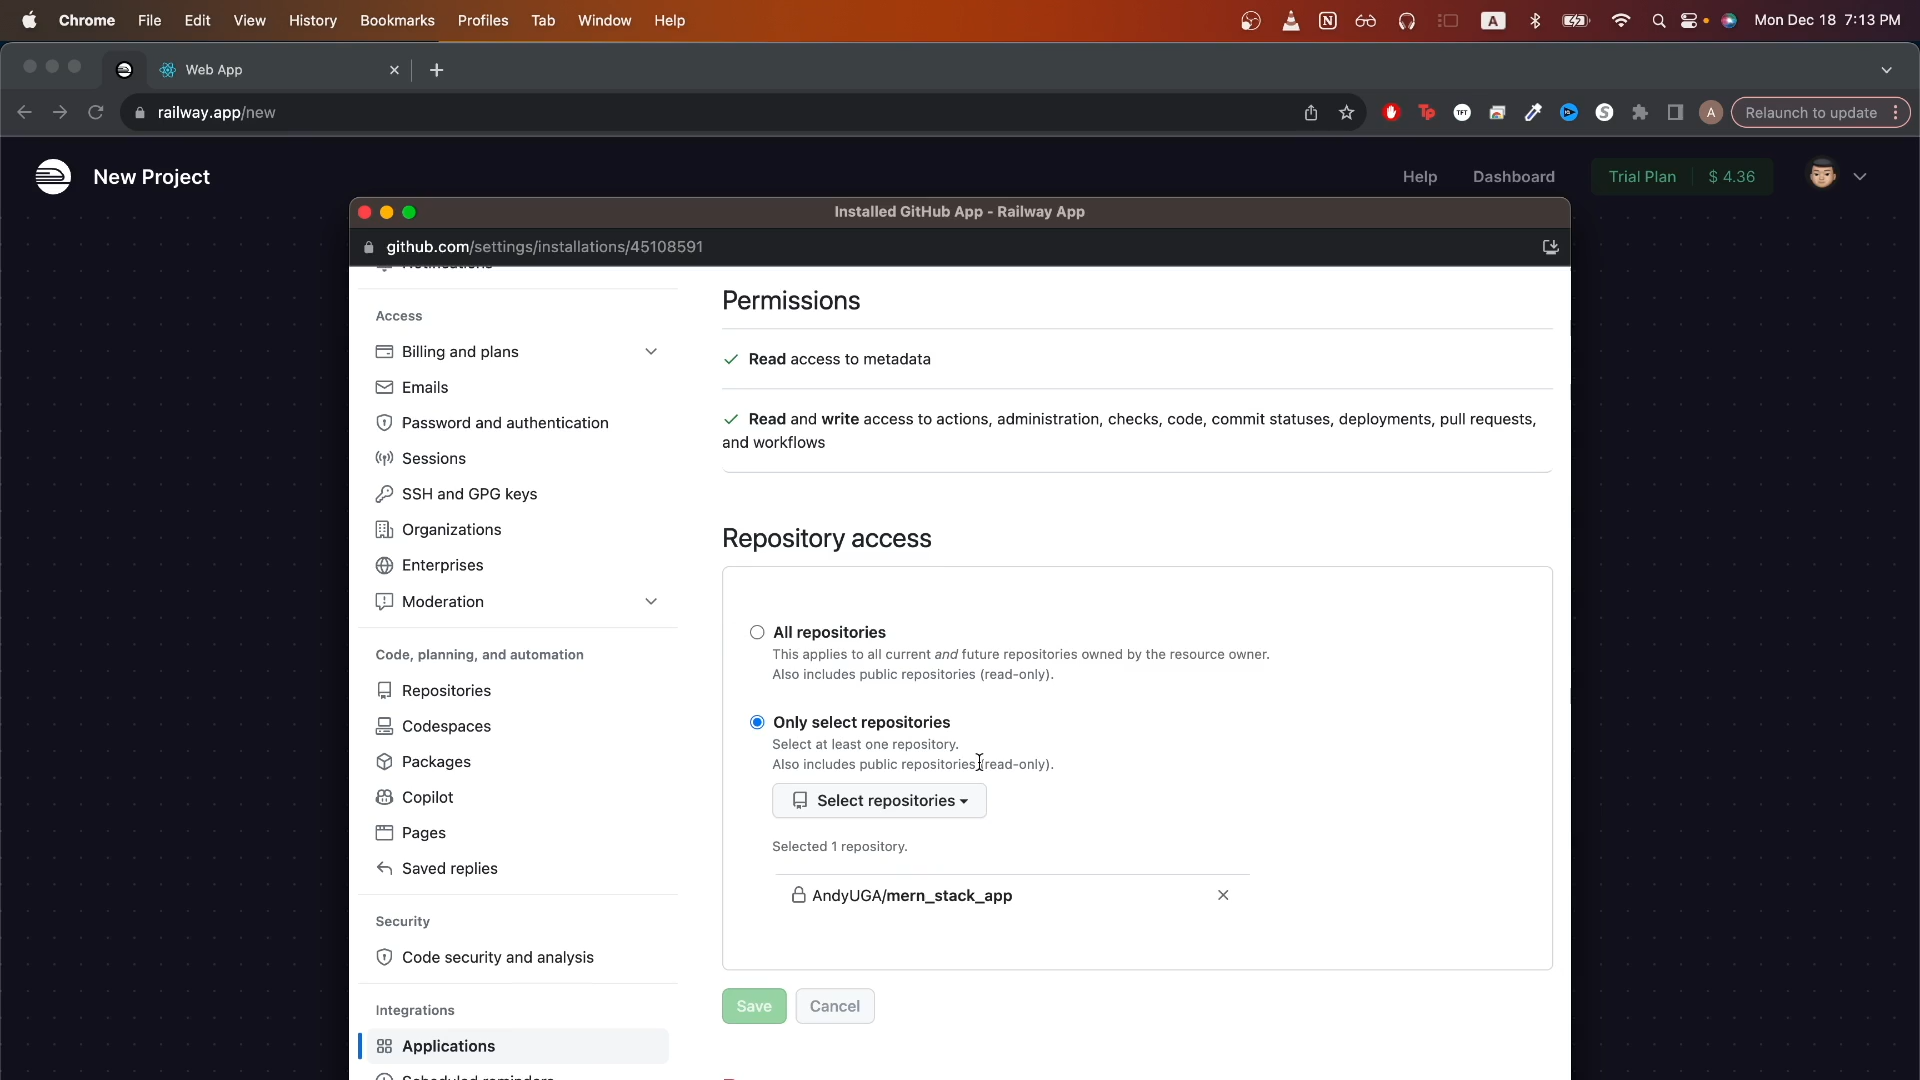 Chrome File Edit View History Bookmarks Profiles Tab Window Help
A
Mon Dec 18 7:13 PM
Web App
railway.app/new
Relaunch to update
New Project
Help Dashboard Trial Plan $ 4.36
Installed GitHub App - Railway App
github.com/settings/installations/45108591
Notifications
Access
Billing and plans
Emails
Password and authentication
Sessions
SSH and GPG keys
Organizations
Enterprises
Moderation
Code, planning, and automation
Repositories
Codespaces
Packages
Copilot
Pages
Saved replies
Security
Code security and analysis
Integrations
Applications
Scheduled reminders
Permissions
Read access to metadata
Read and write access to actions, administration, checks, code, commit statuses, deployments, pull requests,
and workflows
Repository access
All repositories
This applies to all current and future repositories owned by the resource owner.
Also includes public repositories (read-only).
Only select repositories
Select at least one repository.
Also includes public repositories (read-only).
Select repositories
Selected 1 repository.
AndyUGA/mern_stack_app
Save Cancel